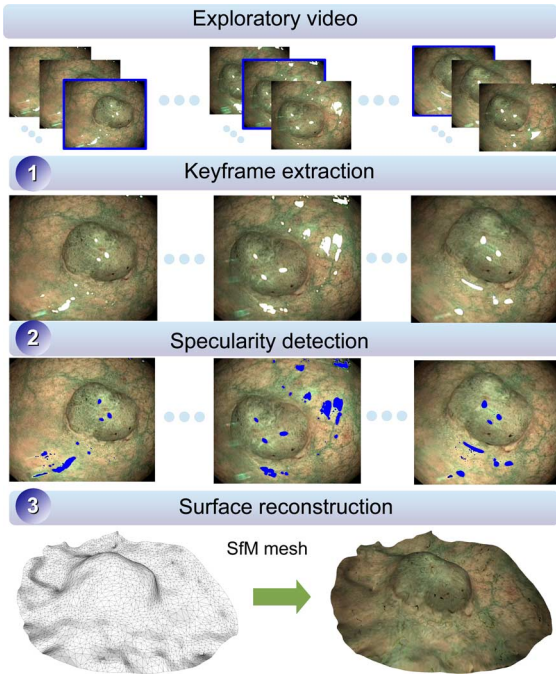 Exploratory video
1
Keyframe extraction
2
Specularity detection
3
Surface reconstruction
SfM mesh